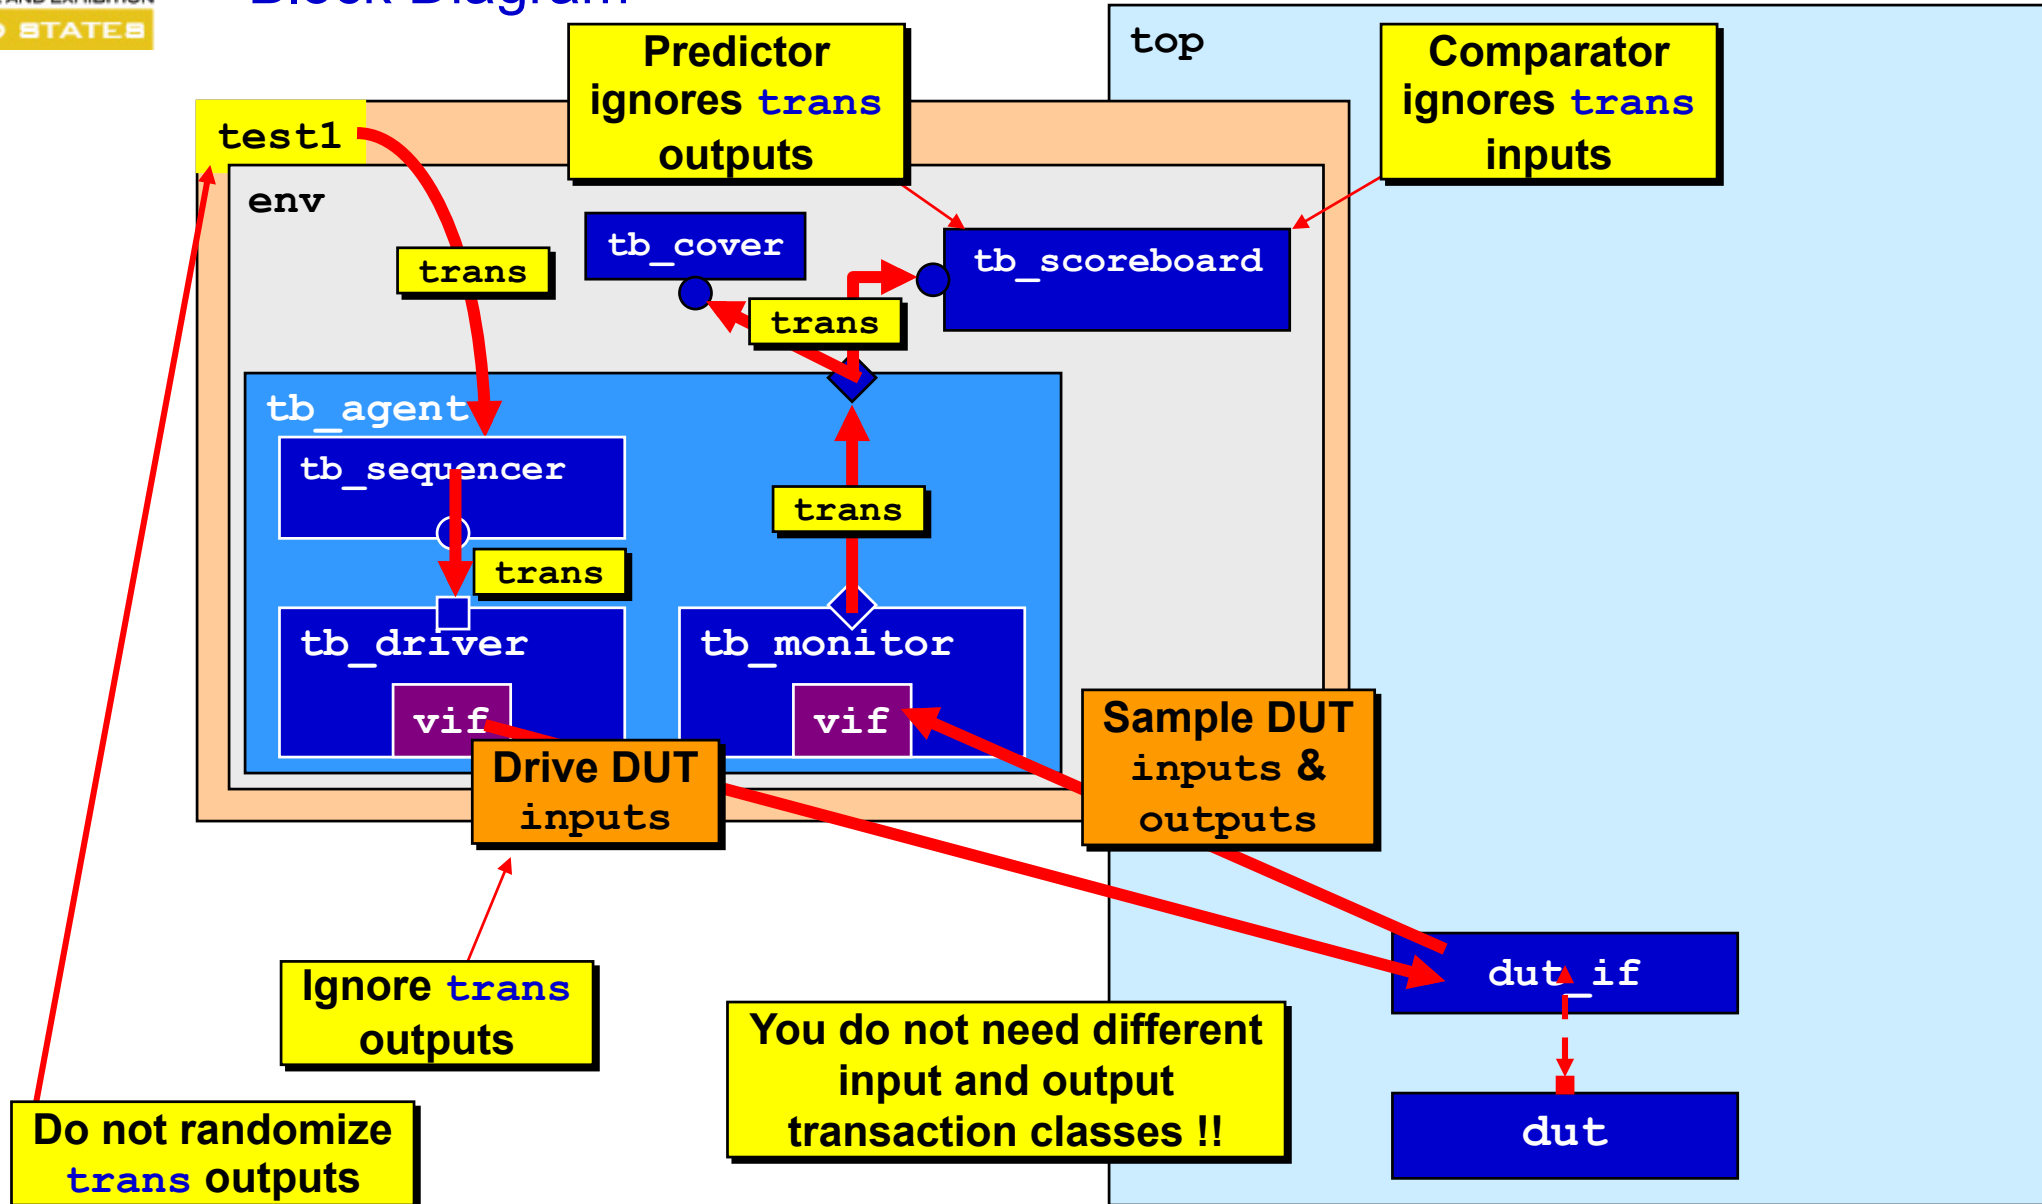 AND EXHIBITION
STATES
Block Diagram
top
Predictor
ignores trans
outputs
Comparator
ignores trans
inputs
test1
env
tb_cover
tb_scoreboard
trans
trans
tb_agent
tb_sequencer
trans
trans
tb_driver
tb_monitor
vif
vif
Drive DUT
inputs
Sample DUT
inputs &
outputs
dut_if
Ignore trans
outputs
You do not need different
input and output
transaction classes !!
dut
Do not randomize
trans outputs